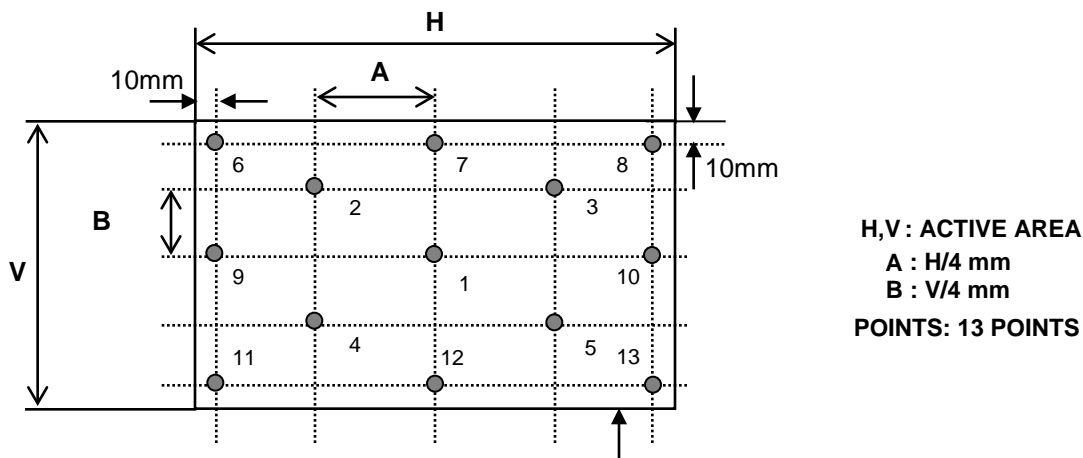 H
A
10mm
6
7
8
10mm
2
3
B
V
9
1
10
4
5
11
12
13
H,V : ACTIVE AREA
A : H/4 mm
B : V/4 mm
POINTS: 13 POINTS